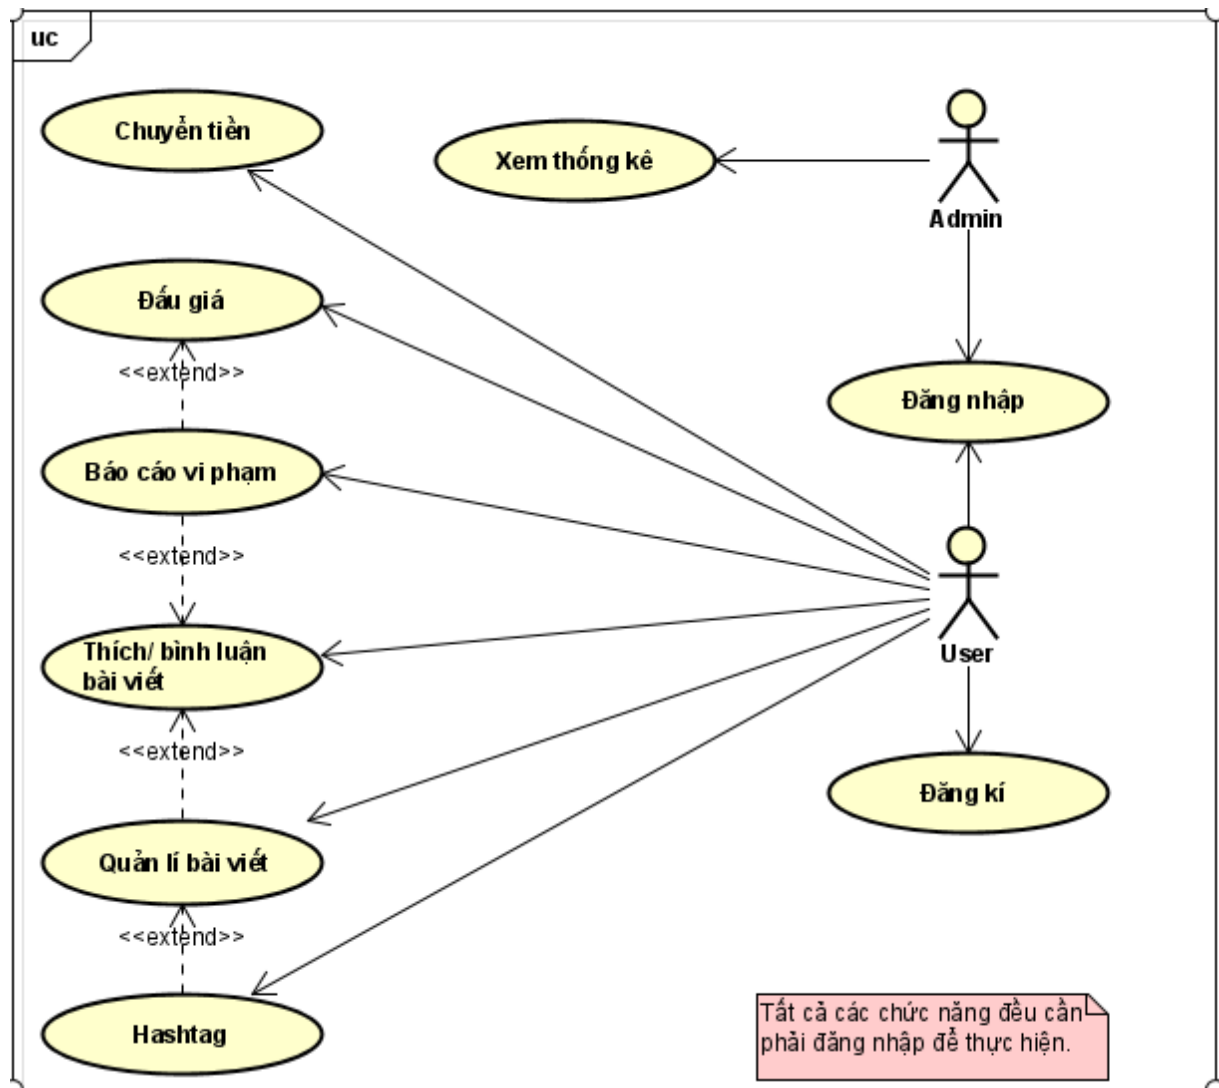 uc
Chuyển tiền
Xem thống kê
Admin
Đấu giá
<<extend>>
Đăng nhập
Báo cáo vi phạm
<<extend>>
Thích/ bình luận
bài viết
User
<<extend>>
Đăng kí
Quản lí bài viết
<<extend>>
Hashtag
Tất cả các chức năng đều cần
phải đăng nhập để thực hiện.